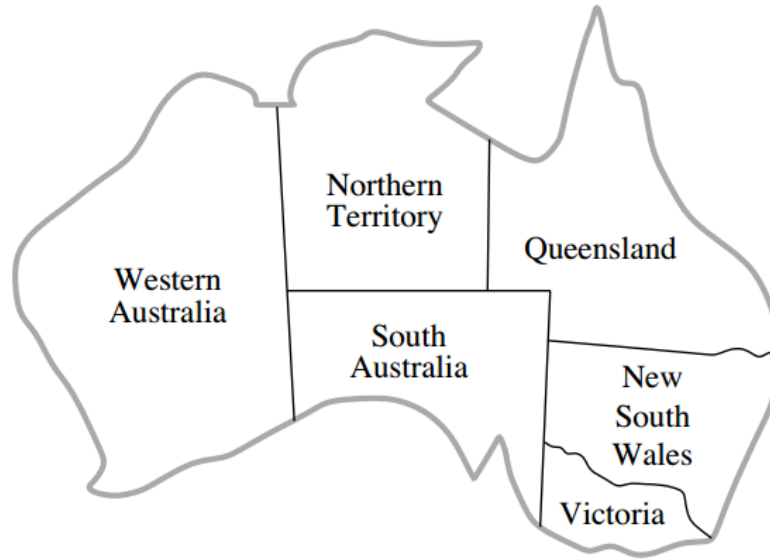 Northern
Territory
Queensland
Western
Australia
South
Australia
New
South
Wales
Victoria